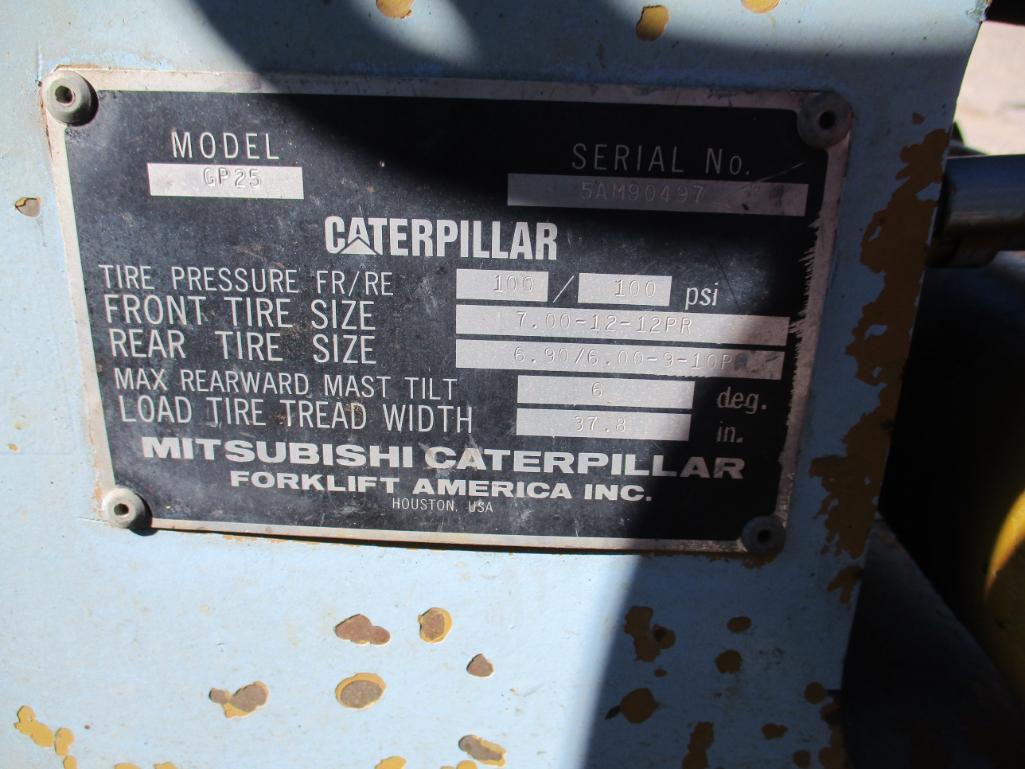 MODEL
GP25
SERIAL No.
5AM90497
CATERPILLAR
TIRE PRESSURE FR/RE 100 / 100 psi
FRONT TIRE SIZE 7.00-12-12PR
REAR TIRE SIZE 6.90/6.00-9-10P
MAX REARWARD MAST TILT 6 deg.
LOAD TIRE TREAD WIDTH 37.8 in.
MITSUBISHI CATERPILLAR
FORKLIFT AMERICA INC.
HOUSTON, USA